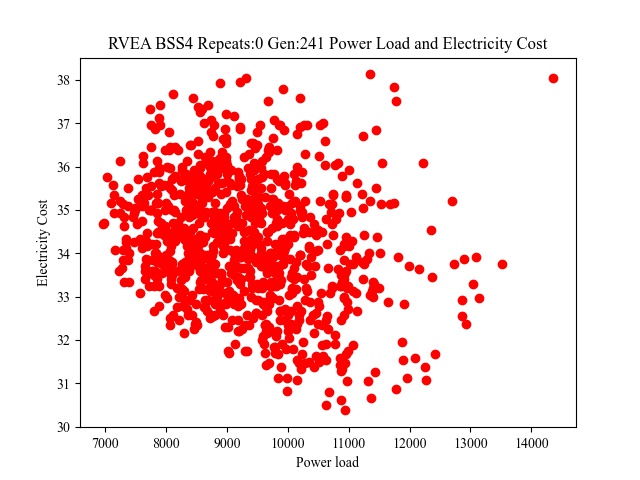 RVEA BSS4 Repeats:0 Gen:241 Power Load and Electricity Cost
38
37
36
35
34
33
32
31
30
Electricity Cost
7000 8000 9000 10000 11000 12000 13000 14000
Power load